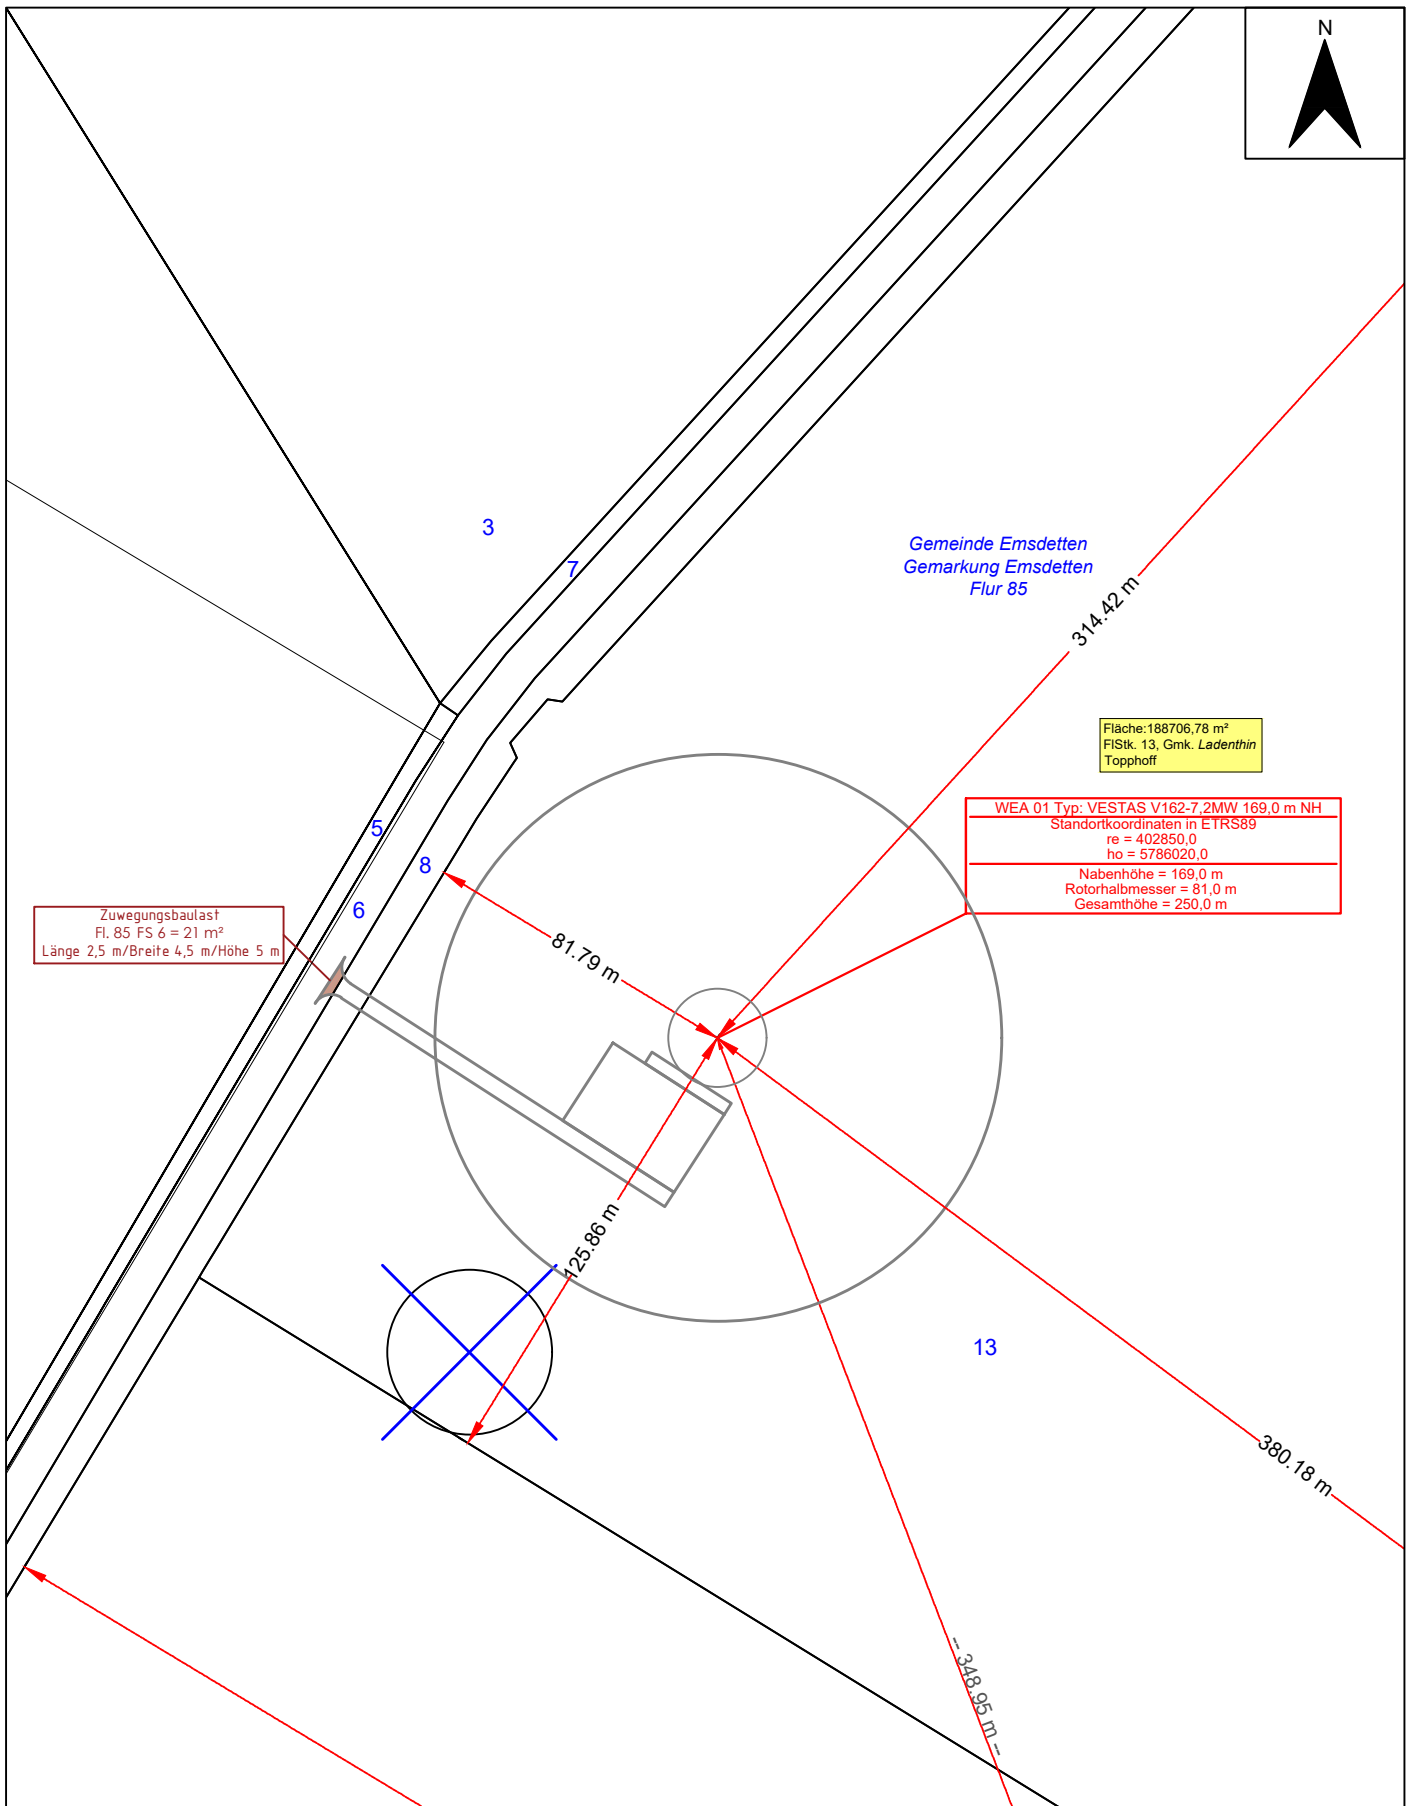 N
3
7
Gemeinde Emsdetten
Gemarkung Emsdetten
Flur 85
314.42 m
Fläche:188706,78 m²
FlStk. 13, Gmk. Ladenthin
Topphoff
WEA 01 Typ: VESTAS V162-7,2MW 169,0 m NH
Standortkoordinaten in ETRS89
re = 402850,0
ho = 5786020,0
Nabenhöhe = 169,0 m
Rotorhalbmesser = 81,0 m
Gesamthöhe = 250,0 m
5
8
6
Zuwegungsbaulast
Fl. 85 FS 6 = 21 m²
Länge 2,5 m/Breite 4,5 m/Höhe 5 m
81.79 m
125.86 m
13
380.18 m
-- 348.95 m --